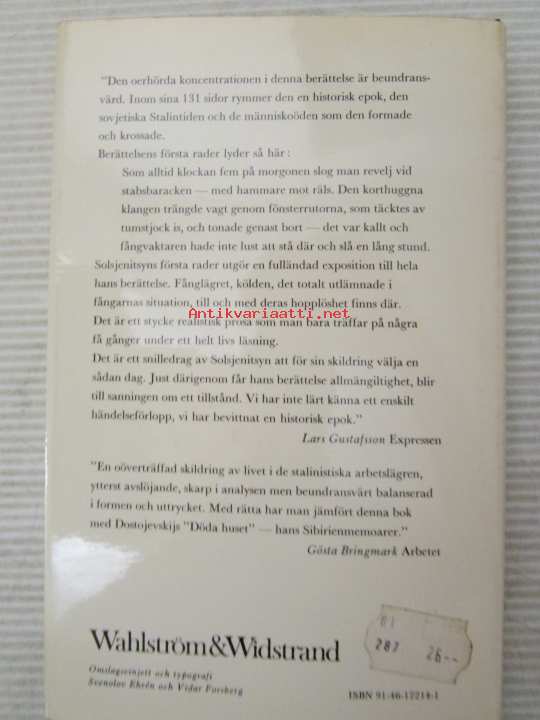 "Den oerhörda koncentrationen i denna berättelse är beundrans-
värd. Inom sina 131 sidor rymmer den en historisk epok, den
sovjetiska Stalintiden och de människoöden som den formade
och krossade.
Berättelsens första rader lyder så här:
Som alltid klockan fem på morgonen slog man revelj vid
stabsbaracken — med hammare mot räls. Den korthuggna
klangen trängde vagt genom fönsterrutorna, som täcktes av
tumstjock is, och tonade genast bort — det var kallt och
fångvaktaren hade inte lust att stå där och slå en lång stund.
Solsjenitsyns första rader utgör en fulländad exposition till hela
hans berättelse. Fånglägret, kölden, det totalt utlämnade i
fångarnas situation, till och med deras hopplöshet finns där.
Antikvariaatti.net
Det är ett stycke realistisk prosa som man bara träffar på några
få gånger under ett helt livs läsning.
Det är ett snilledrag av Solsjenitsyn att för sin skildring välja en
sådan dag. Just därigenom får hans berättelse allmängiltighet, blir
till sanningen om ett tillstånd. Vi har inte lärt känna ett enskilt
händelseförlopp, vi har bevittnat en historisk epok."
Lars Gustafsson Expressen
"En oöverträffad skildring av livet i de stalinistiska arbetslägren,
ytterst avslöjande, skarp i analysen men beundransvärt balanserad
i formen och uttrycket. Med rätta har man jämfört denna bok
med Dostojevskijs "Döda huset" — hans Sibirienmemoarer."
Gösta Bringmark Arbetet
81
287 26--
Wahlström&Widstrand
Omslagsvinjett och typografi
Svenolov Ehrén och Vidar Forsberg
ISBN 91-46-12214-1